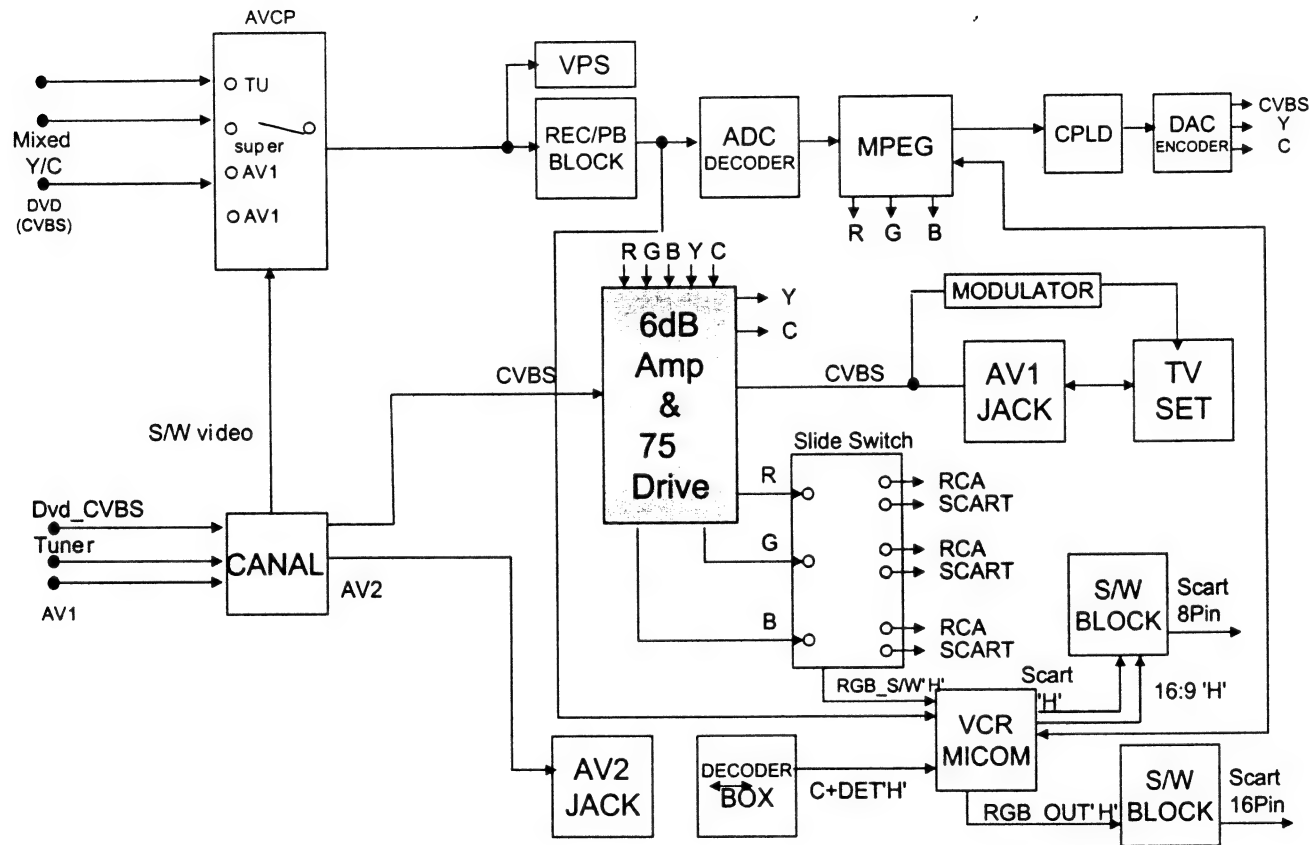 AVCP
TU
super
AV1
AV1
Mixed
Y/C
DVD
(CVBS)
VPS
REC/PB
BLOCK
ADC
DECODER
MPEG
R G B
CPLD
DAC
ENCODER
CVBS
Y
C
R G B Y C
6dB
Amp
&
75
Drive
Y
C
CVBS
CVBS
MODULATOR
AV1
JACK
TV
SET
S/W video
Dvd_CVBS
Tuner
AV1
CANAL
AV2
Slide Switch
R
G
B
RCA
SCART
RCA
SCART
RCA
SCART
RGB_S/W'H'
S/W
BLOCK
Scart
8Pin
Scart
'H'
16:9 'H'
VCR
MICOM
AV2
JACK
DECODER
BOX
C+DET'H'
RGB_OUT'H'
S/W
BLOCK
Scart
16Pin